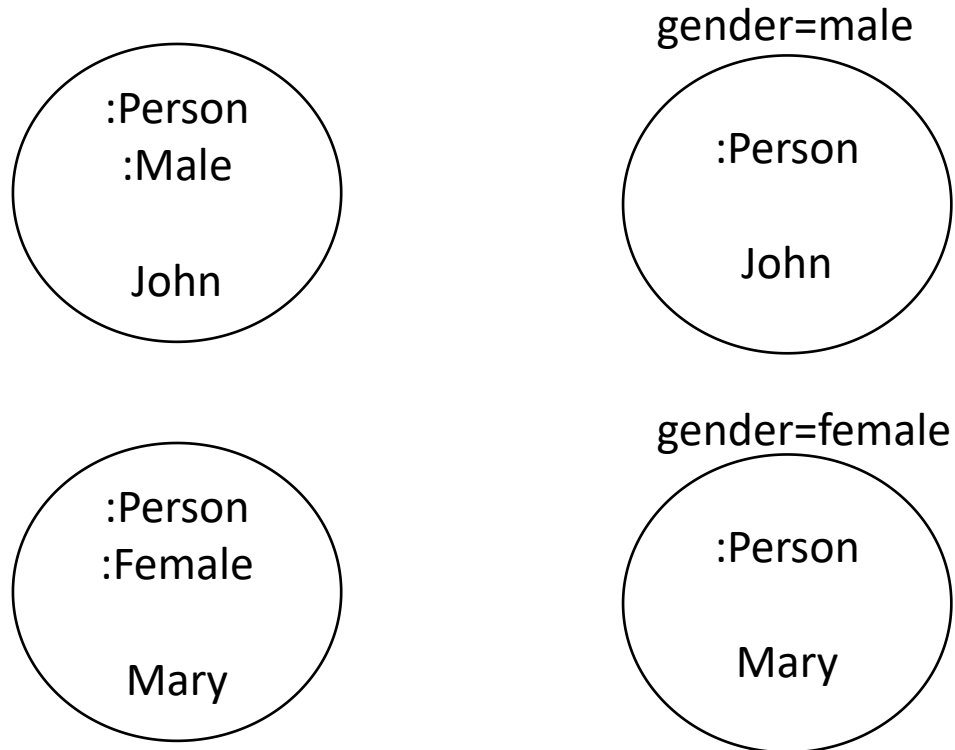 gender=male
:Person
:Male
John
:Person
John
gender=female
:Person
:Female
Mary
:Person
Mary